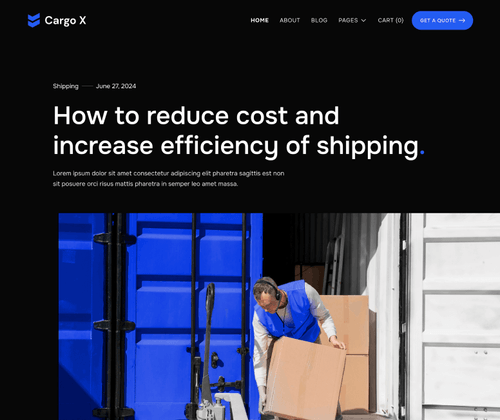 Cargo X
HOME ABOUT BLOG PAGES CART (0) GET A QUOTE
Shipping June 27, 2024
How to reduce cost and
increase efficiency of shipping.
Lorem ipsum dolor sit amet consectetur adipiscing elit pharetra sagittis est non
sit posuere orci risus mattis pharetra in semper leo amet massa.